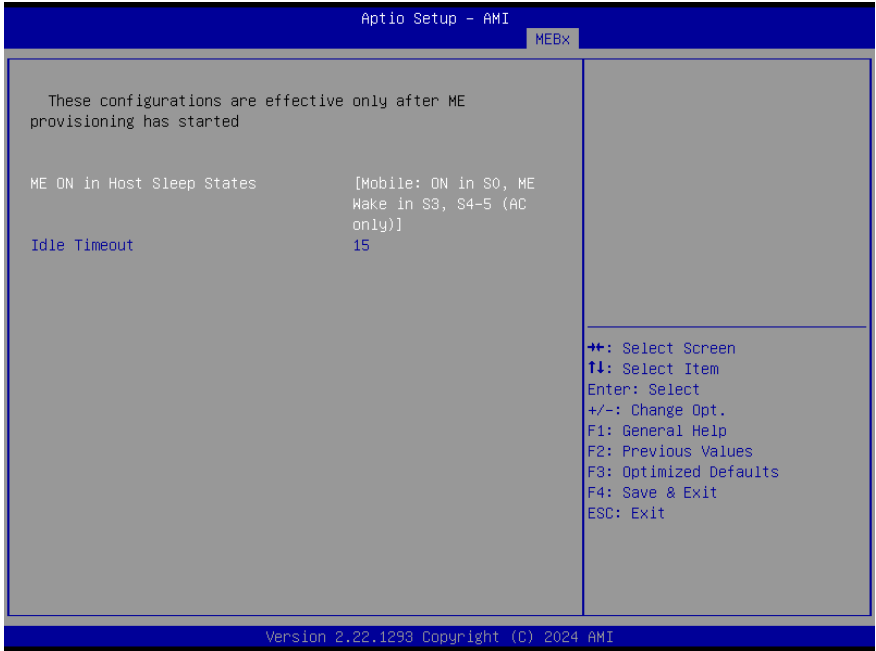 Aptio Setup – AMI
MEBx
These configurations are effective only after ME
provisioning has started
ME ON in Host Sleep States [Mobile: ON in S0, ME
Wake in S3, S4-5 (AC
only)]
Idle Timeout 15
→←: Select Screen
↑↓: Select Item
Enter: Select
+/-: Change Opt.
F1: General Help
F2: Previous Values
F3: Optimized Defaults
F4: Save & Exit
ESC: Exit
Version 2.22.1293 Copyright (C) 2024 AMI